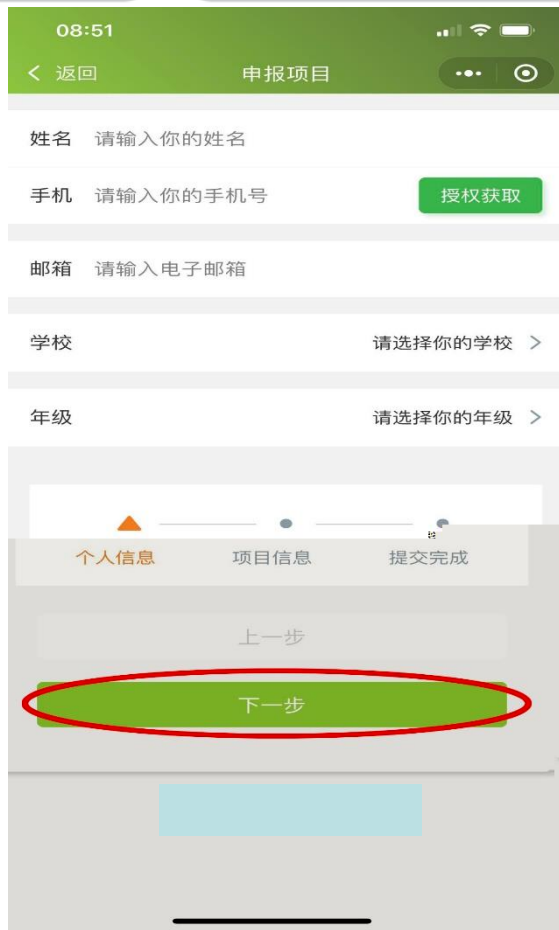 08:51
返回 申报项目
姓名 请输入你的姓名
手机 请输入你的手机号 授权获取
邮箱 请输入电子邮箱
学校 请选择你的学校
年级 请选择你的年级
个人信息 项目信息 提交完成
上一步
下一步